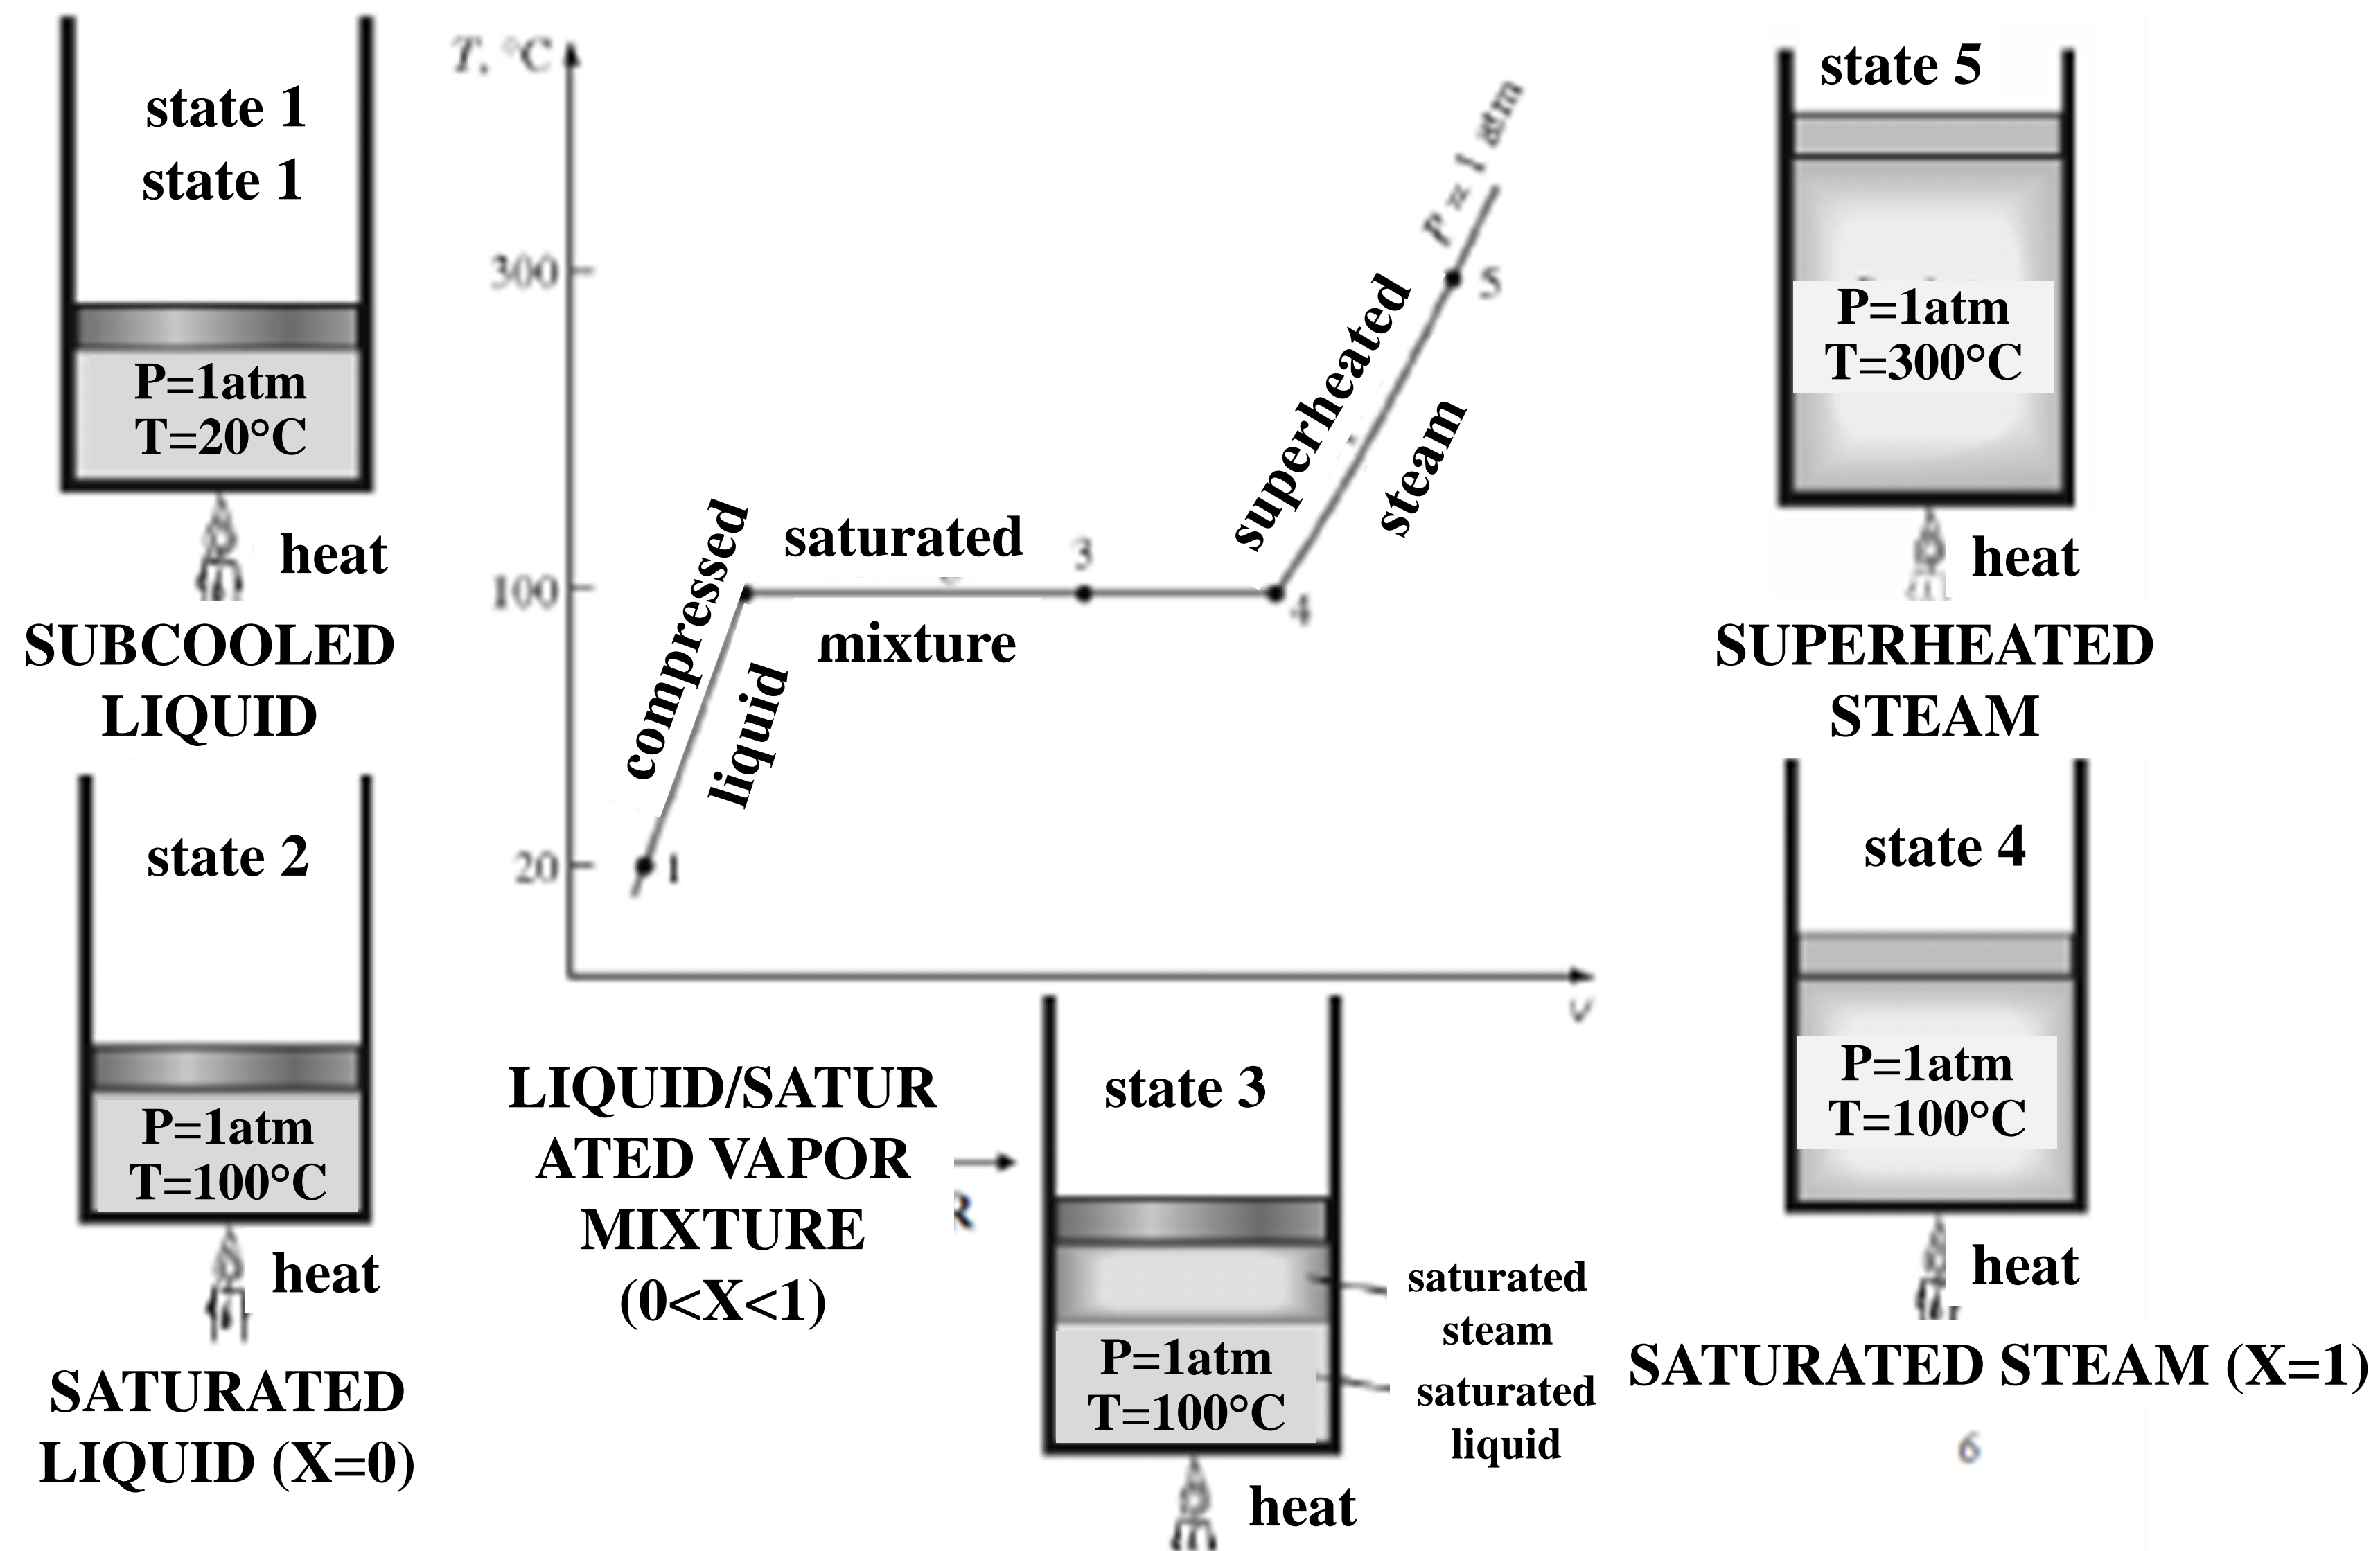 state 1
state 1
P=1atm
T=20°C
heat
SUBCOOLED
LIQUID
state 2
P=1atm
T=100°C
heat
SATURATED
LIQUID (X=0)
T, °C
300
100
20
compressed
liquid
1
saturated
mixture
3
4
superheated
steam
5
P = 1 atm
v
LIQUID/SATUR
ATED VAPOR
MIXTURE
(0<X<1)
R
state 3
P=1atm
T=100°C
saturated
steam
saturated
liquid
heat
state 5
P=1atm
T=300°C
heat
SUPERHEATED
STEAM
state 4
P=1atm
T=100°C
heat
SATURATED STEAM (X=1)
6